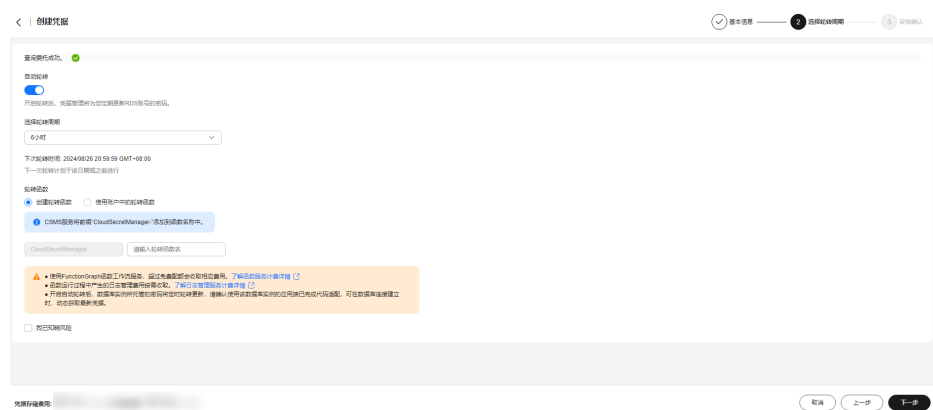 创建凭据
基本信息
2 选择轮转周期
3 审核确认
查询委托成功。
自动轮转
开启轮转后，凭据管理将为您定期更新RDS账号的密码。
选择轮转周期
6小时
下次轮转时间: 2024/08/26 20:59:59 GMT+08:00
下一次轮转计划于该日期或之前进行
轮转函数
创建轮转函数 使用账户中的轮转函数
CSMS服务将前缀“CloudSecretManager-”添加到函数名称中。
CloudSecretManager- 请输入轮转函数名
• 使用FunctionGraph函数工作流服务，超过免费配额会收取相应费用。了解函数服务计费详情
• 函数运行过程中产生的日志管理费用按需收取。了解日志管理服务计费详情
• 开启自动轮转后，数据库实例所托管的密码将定时轮转更新，请确认使用该数据库实例的应用端已完成代码适配，可在数据库连接建立
时，动态获取最新凭据。
我已知晓风险
凭据存储费用:
取消 上一步 下一步